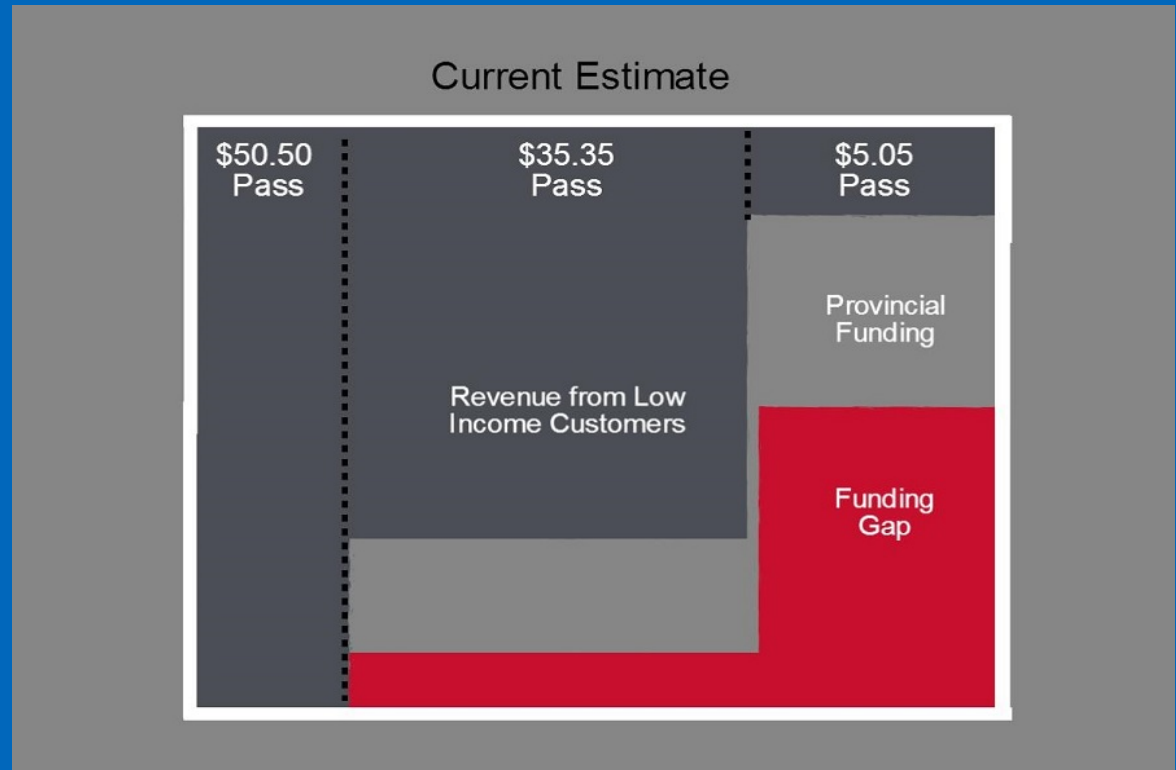 Current Estimate
$50.50
Pass
$35.35
Pass
$5.05
Pass
Provincial
Funding
Revenue from Low
Income Customers
Funding
Gap